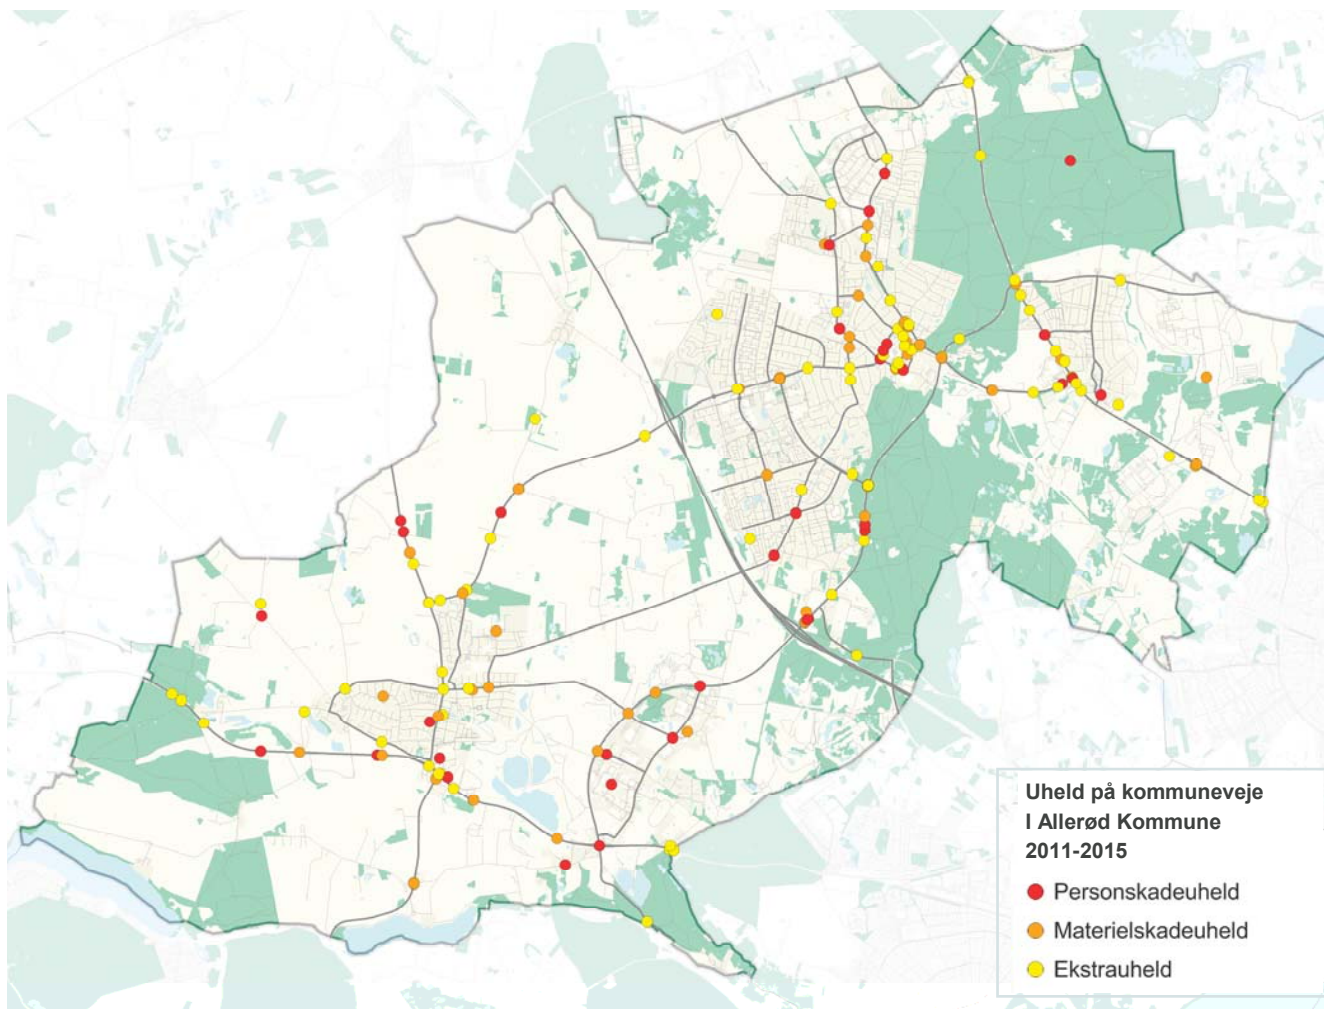 Uheld på kommuneveje
I Allerød Kommune
2011-2015
Personskadeuheld
Materielskadeuheld
Ekstrauheld